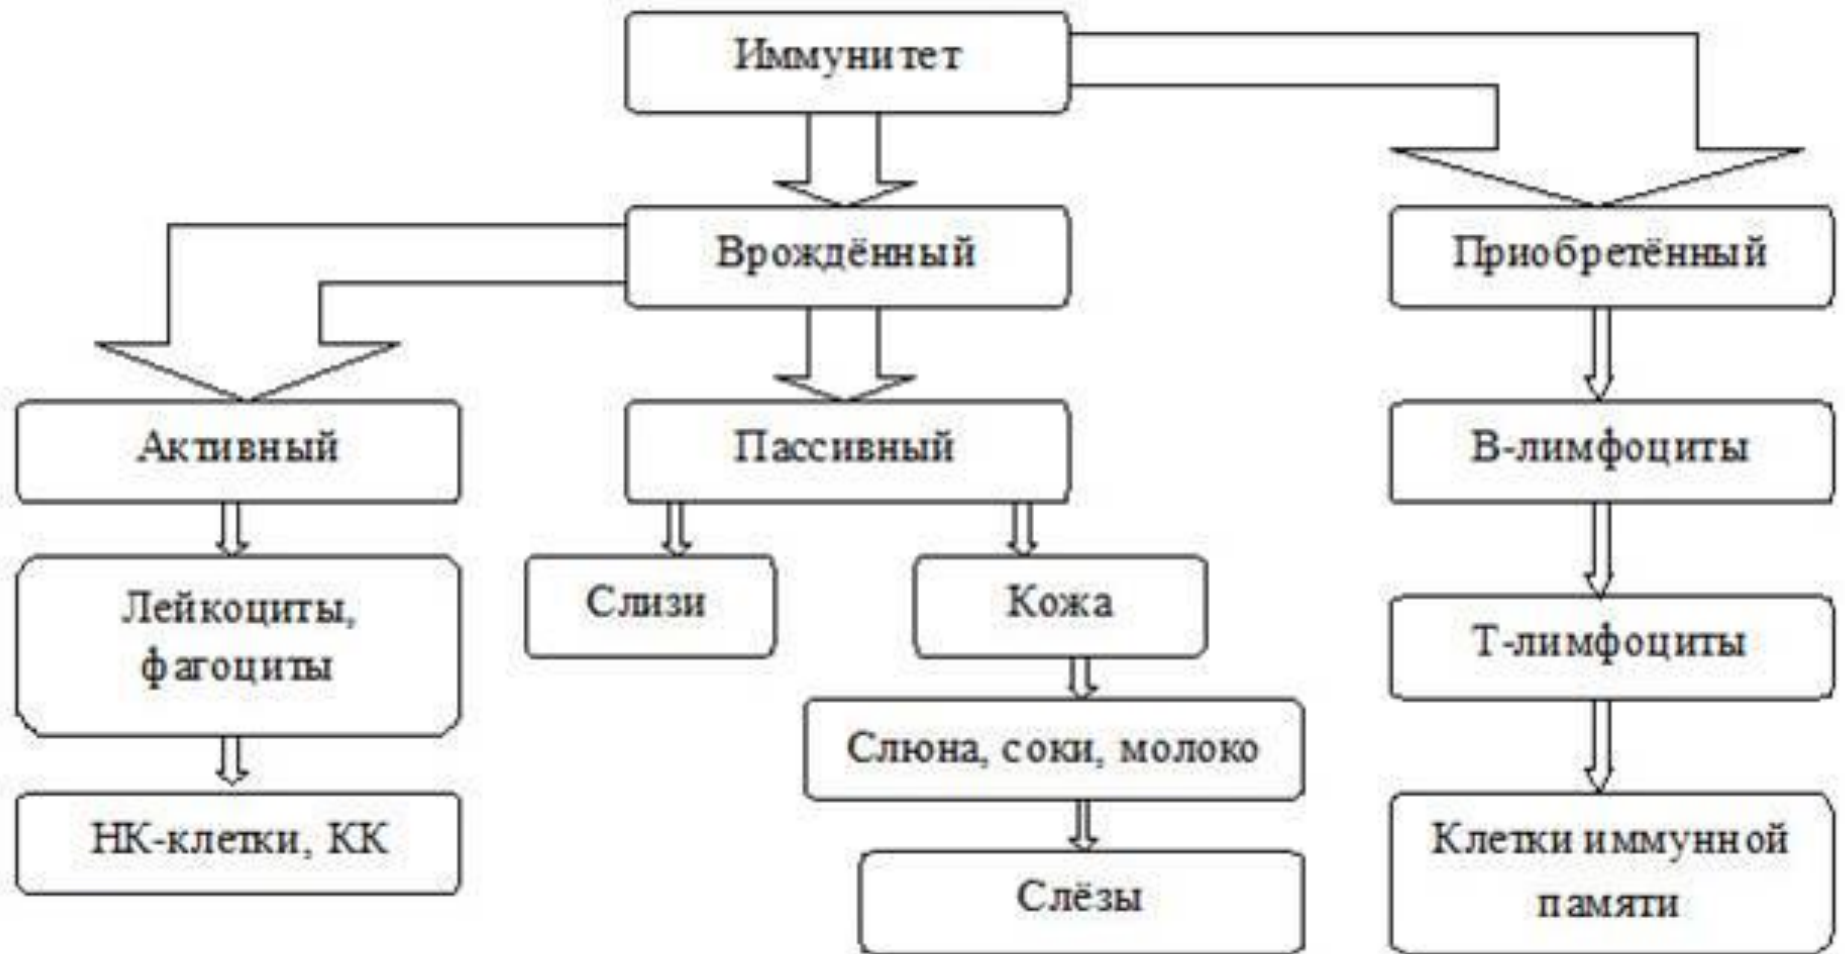 Иммунитет
Врождённый
Приобретённый
Активный
Пассивный
В-лимфоциты
Лейкоциты,
фагоциты
Слизи
Кожа
Т-лимфоциты
Слюна, соки, молоко
НК-клетки, КК
Слёзы
Клетки иммунной
памяти